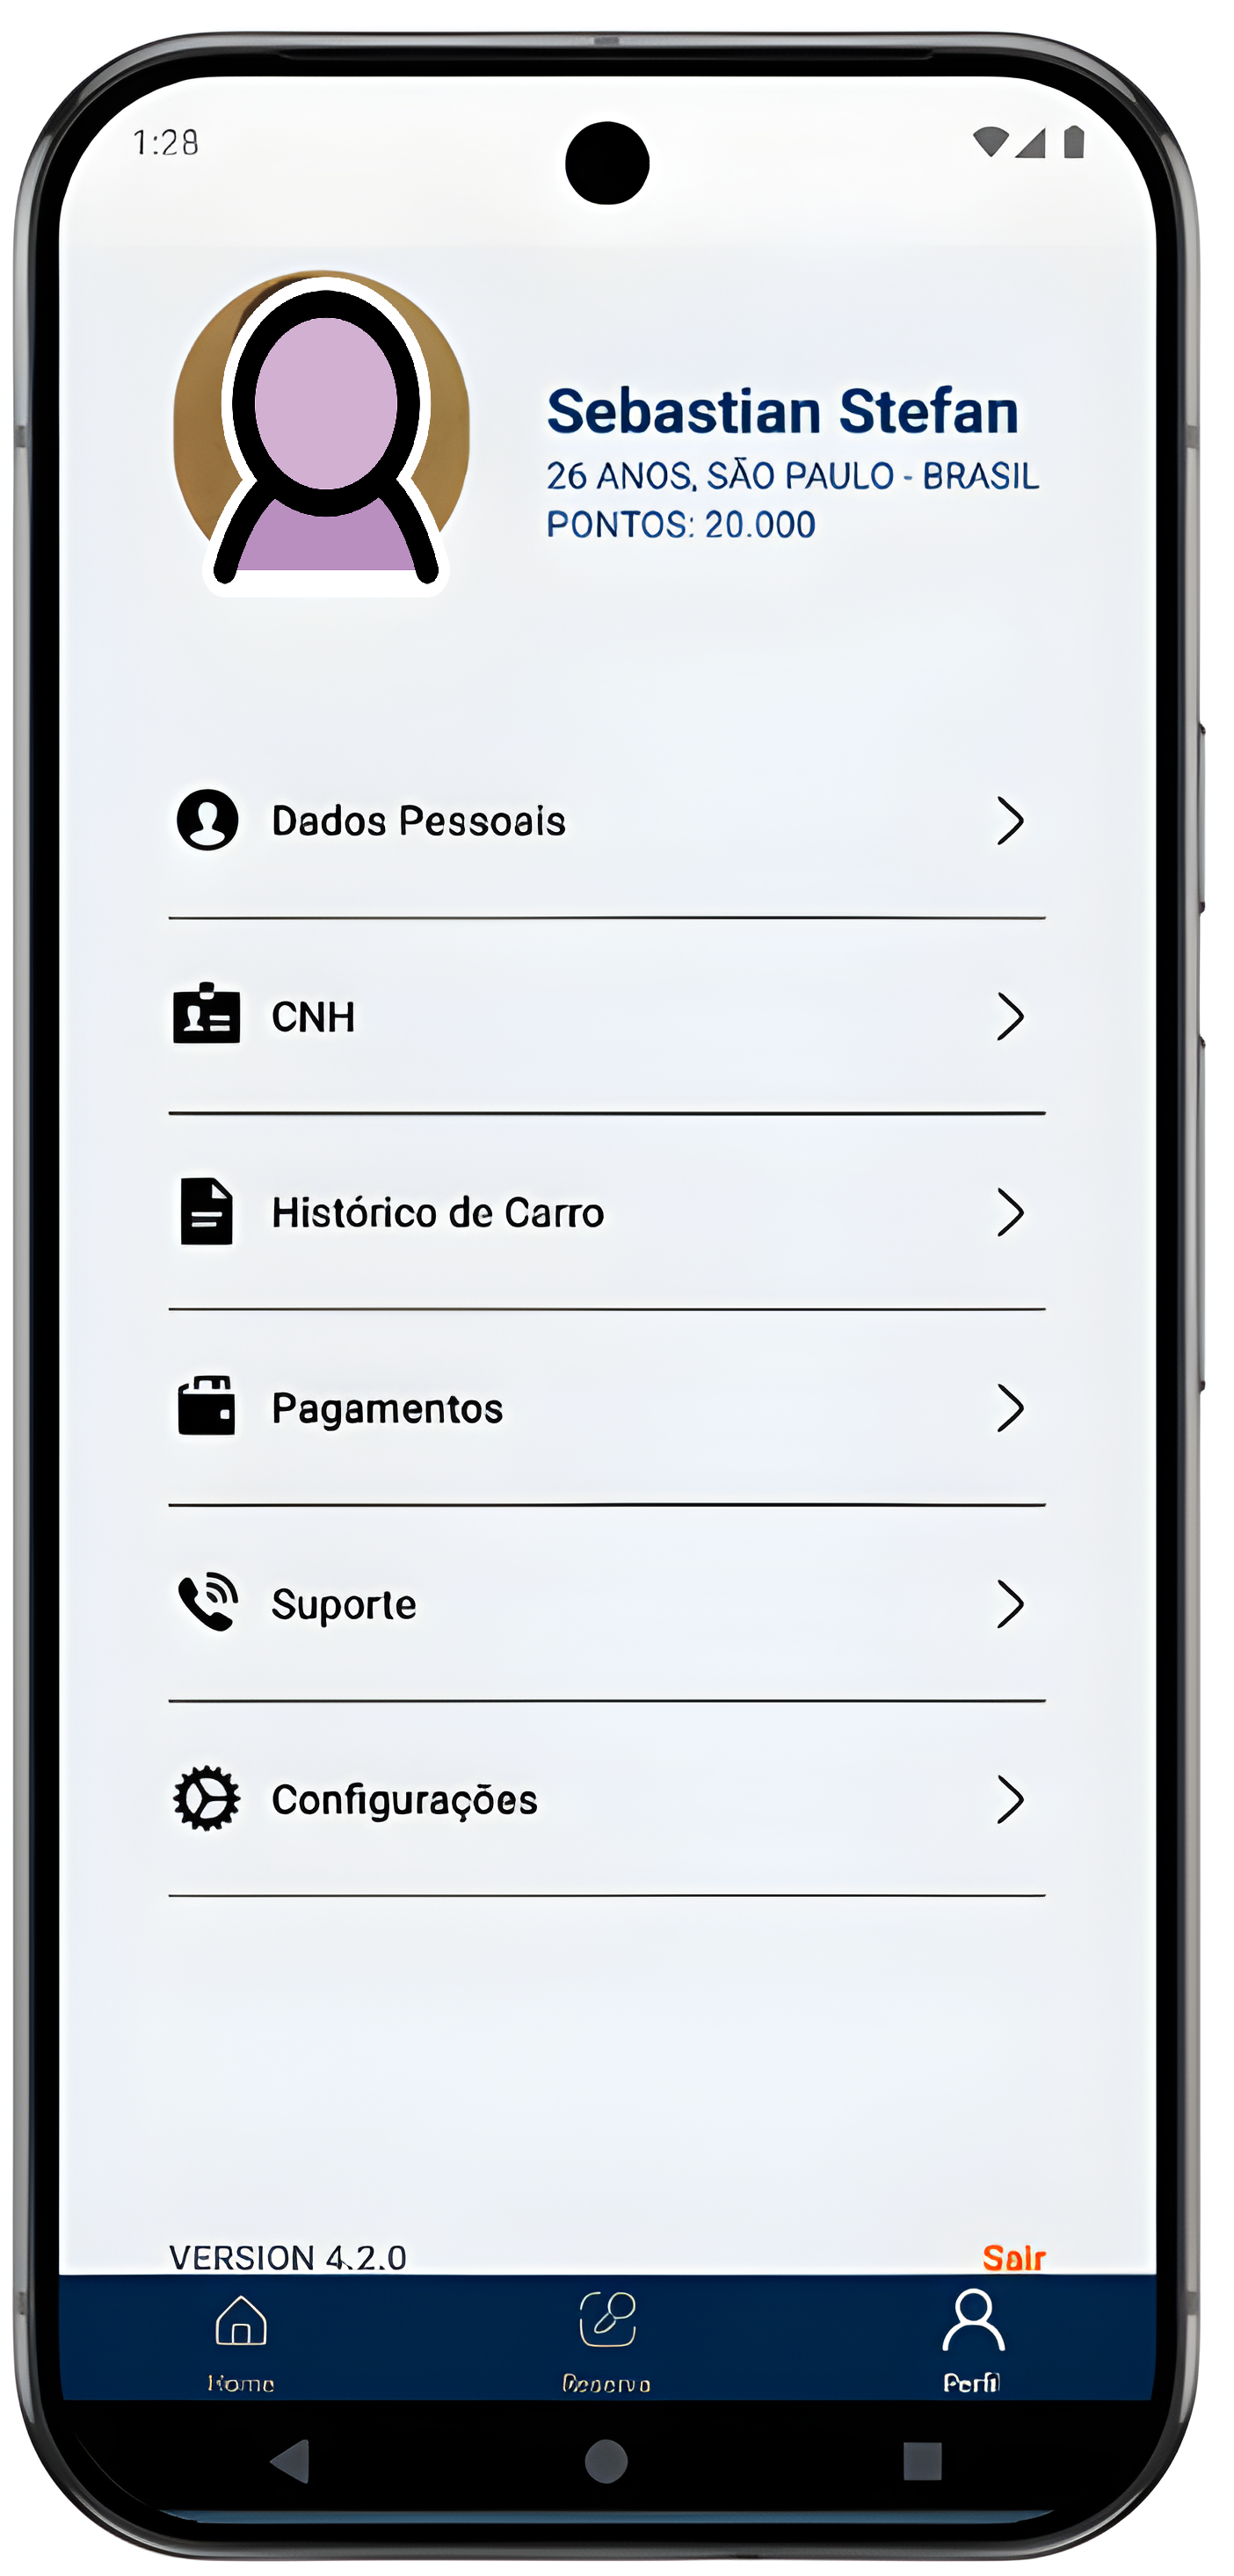 1:28
Sebastian Stefan
26 ANOS, SÃO PAULO - BRASIL
PONTOS: 20.000
Dados Pessoais
CNH
Histórico de Carro
Pagamentos
Suporte
Configurações
VERSION 4.2.0
Sair
Home
Reserva
Perfil